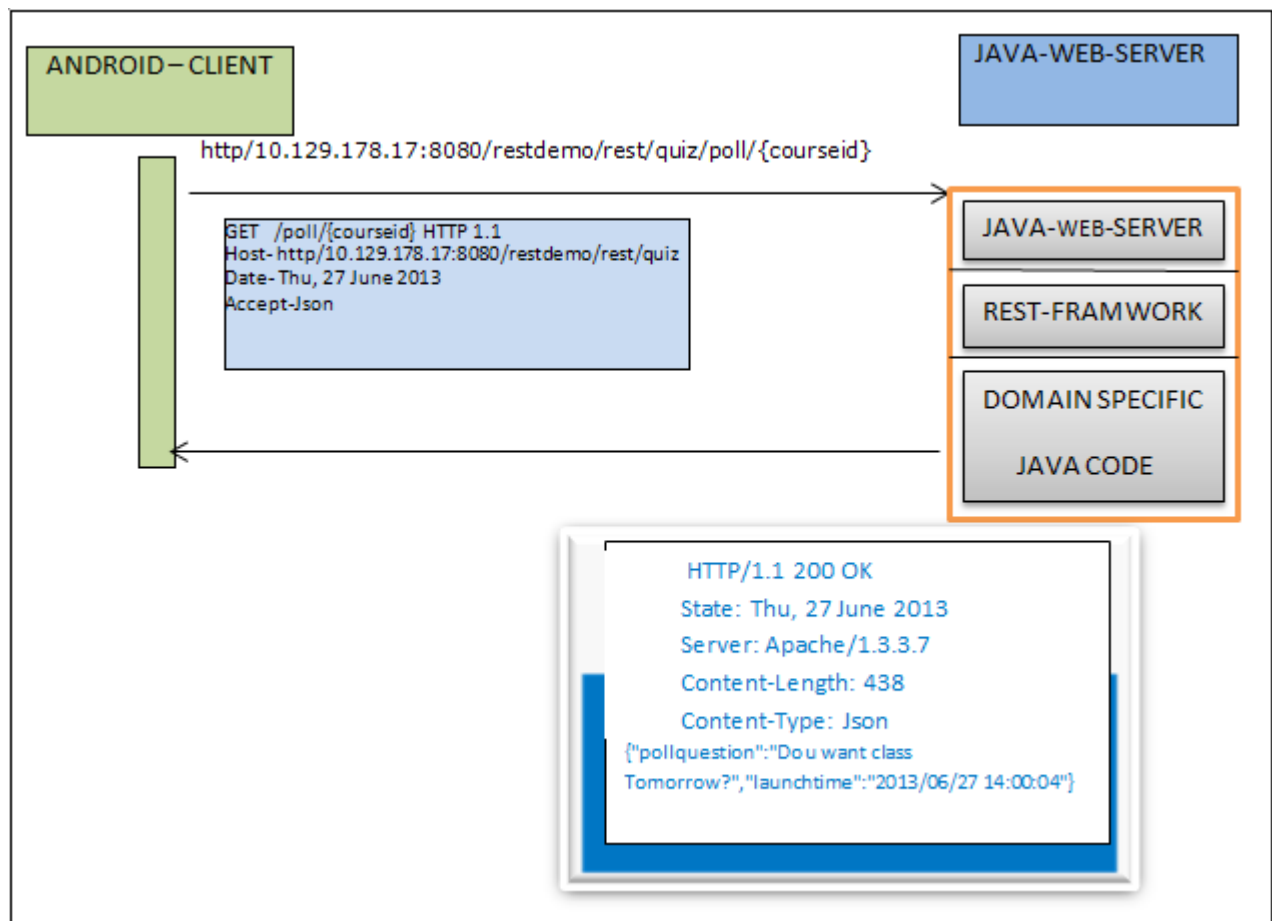 ANDROID – CLIENT
JAVA-WEB-SERVER
http/10.129.178.17:8080/restdemo/rest/quiz/poll/{courseid}
GET /poll/{courseid} HTTP 1.1
Host- http/10.129.178.17:8080/restdemo/rest/quiz
Date- Thu, 27 June 2013
Accept-Json
JAVA-WEB-SERVER
REST-FRAMWORK
DOMAIN SPECIFIC
JAVA CODE
HTTP/1.1 200 OK
State: Thu, 27 June 2013
Server: Apache/1.3.3.7
Content-Length: 438
Content-Type: Json
{"pollquestion":"Do u want class
Tomorrow?","launchtime":"2013/06/27 14:00:04"}